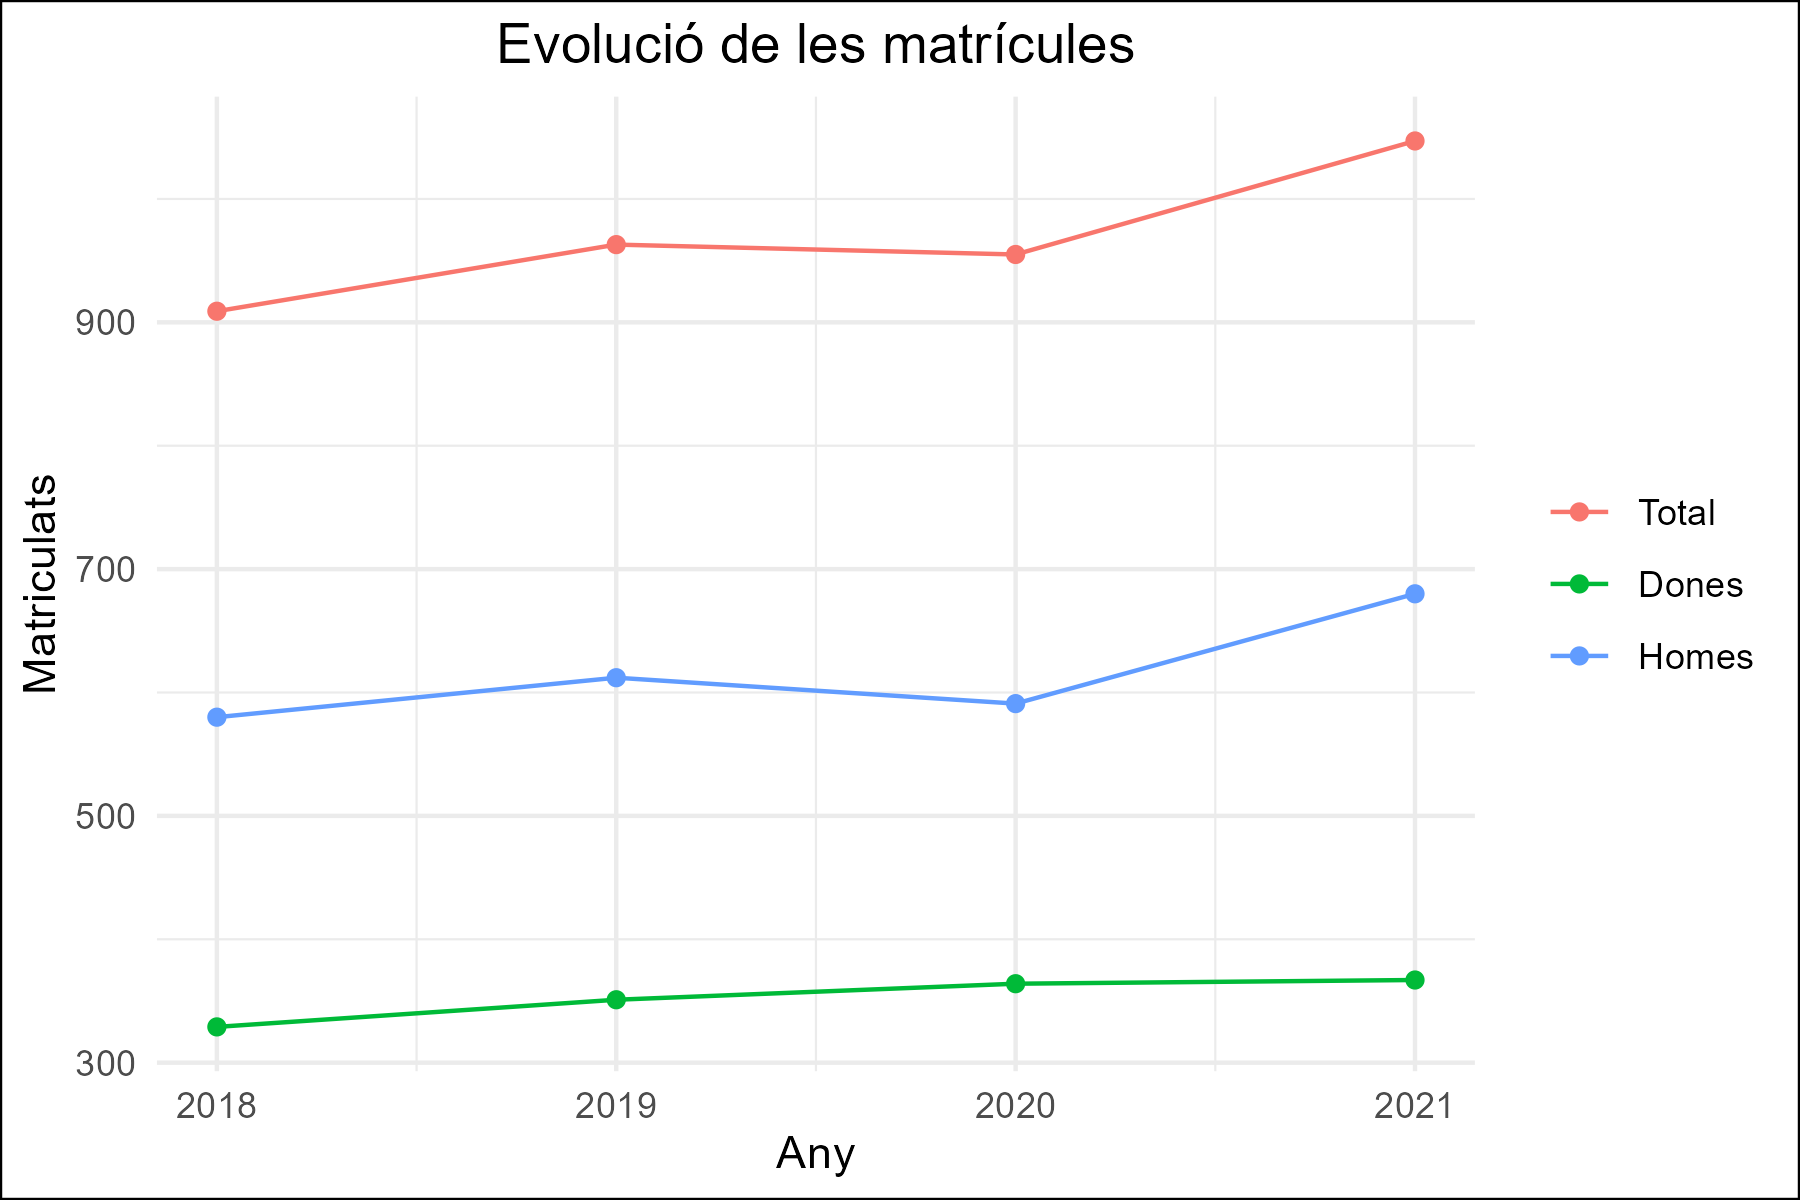 Evolució de les matrícules
Matriculats
900
700
500
300
2018 2019 2020 2021
Any
Total
Dones
Homes